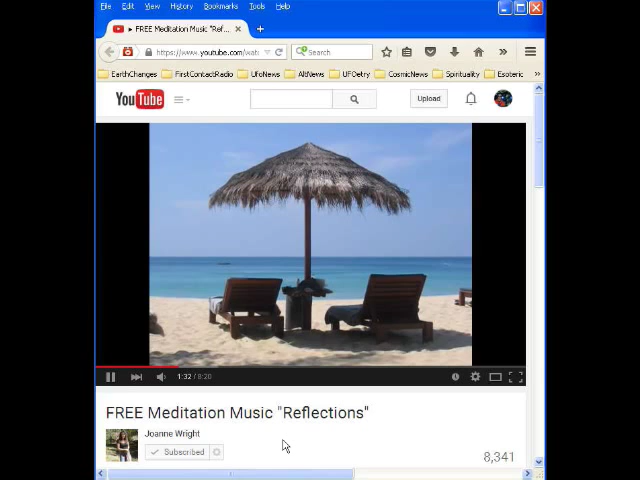 File Edit View History Bookmarks Tools Help
FREE Meditation Music "Ref...
https://www.youtube.com/wat
Search
EarthChanges FirstContactRadio UfoNews AltNews UFOetry CosmicNews Spirituality Esoteric
YouTube
Upload
1:32 / 8:20
FREE Meditation Music "Reflections"
Joanne Wright
Subscribed
8,341